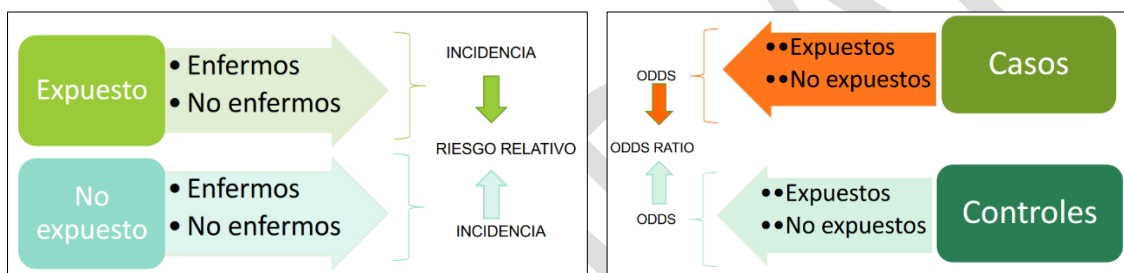 Expuesto
• Enfermos
• No enfermos
INCIDENCIA
RIESGO RELATIVO
No
expuesto
• Enfermos
• No enfermos
INCIDENCIA
ODDS
••Expuestos
••No expuestos
Casos
ODDS RATIO
ODDS
••Expuestos
••No expuestos
Controles